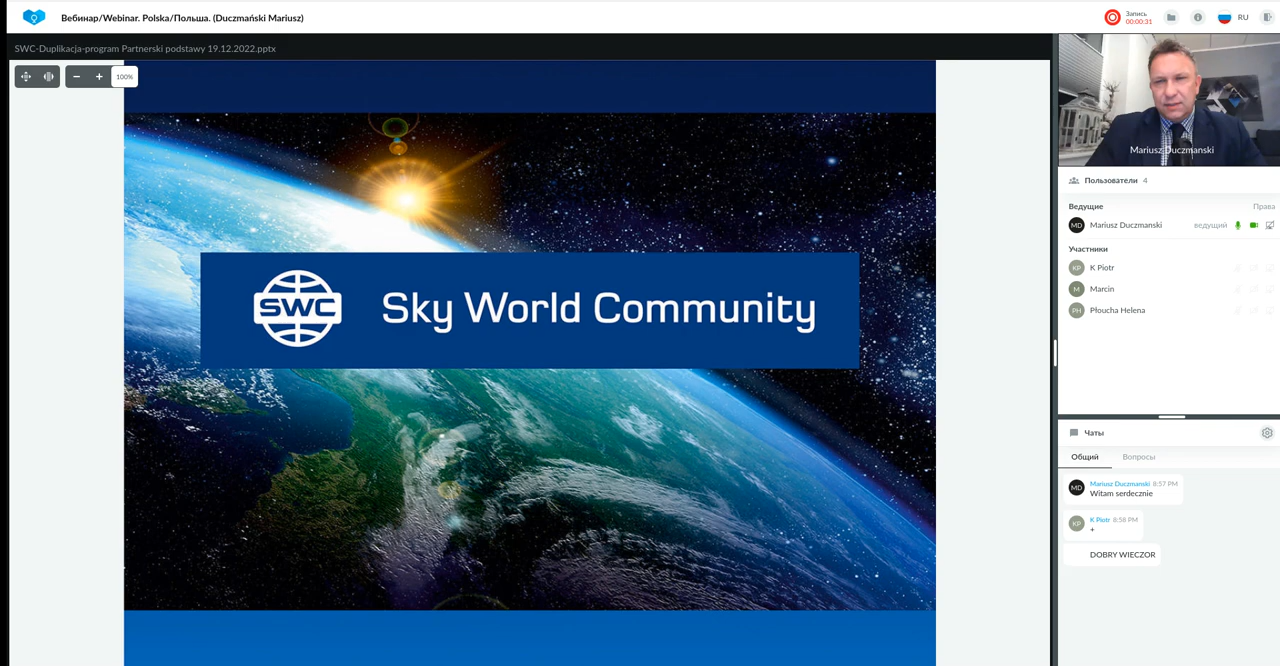 Вебинар/Webinar. Polska/Польша. (Duczmański Mariusz)
Запись
00:00:31
RU
SWC-Duplikacja-program Partnerski podstawy 19.12.2022.pptx
100%
SWC
Sky World Community
Mariusz Duczmanski
Пользователи 4
Ведущие Права
MD Mariusz Duczmanski ведущий
Участники
KP K Piotr
M Marcin
PH Płoucha Helena
Чаты
Общий Вопросы
MD Mariusz Duczmanski 8:57 PM
Witam serdecznie
KP K Piotr 8:58 PM
+
DOBRY WIECZOR